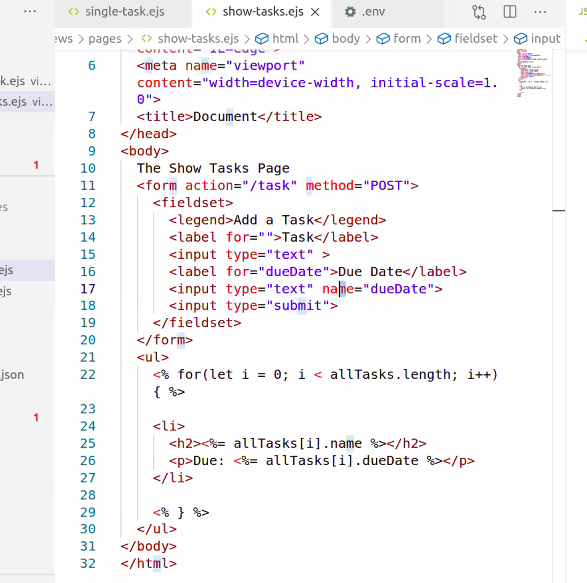 single-task.ejs show-tasks.ejs .env JS
ews > pages > show-tasks.ejs > html > body > form > fieldset > input
content="IE=edge">
6 <meta name="viewport"
content="width=device-width, initial-scale=1.
0">
7 <title>Document</title>
8 </head>
9 <body>
10 The Show Tasks Page
11 <form action="/task" method="POST">
12 <fieldset>
13 <legend>Add a Task</legend>
14 <label for="">Task</label>
15 <input type="text" >
16 <label for="dueDate">Due Date</label>
17 <input type="text" name="dueDate">
18 <input type="submit">
19 </fieldset>
20 </form>
21 <ul>
22 <% for(let i = 0; i < allTasks.length; i++)
{ %>
23
24 <li>
25 <h2><%= allTasks[i].name %></h2>
26 <p>Due: <%= allTasks[i].dueDate %></p>
27 </li>
28
29 <% } %>
30 </ul>
31 </body>
32 </html>
k.ejs vi...
ks.ejs vi...
1
es
ejs
ejs
.json
1